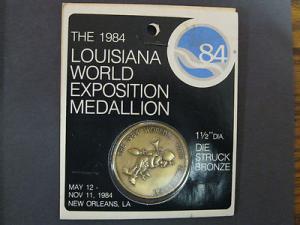 THE 1984
LOUISIANA
WORLD
EXPOSITION
MEDALLION
84
1½" DIA.
DIE
STRUCK
BRONZE
MAY 12 -
NOV 11, 1984
NEW ORLEANS, LA